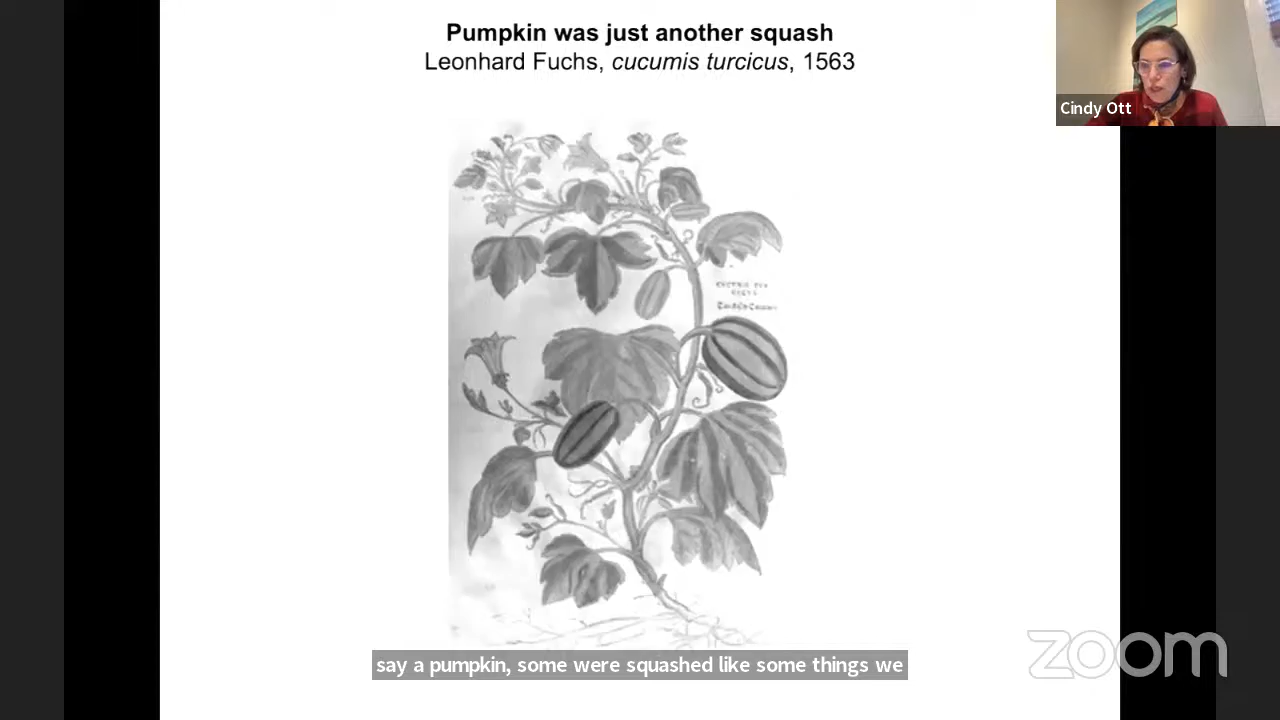 Pumpkin was just another squash
Leonhard Fuchs, cucumis turcicus, 1563
Cindy Ott
say a pumpkin, some were squashed like some things we
zoom